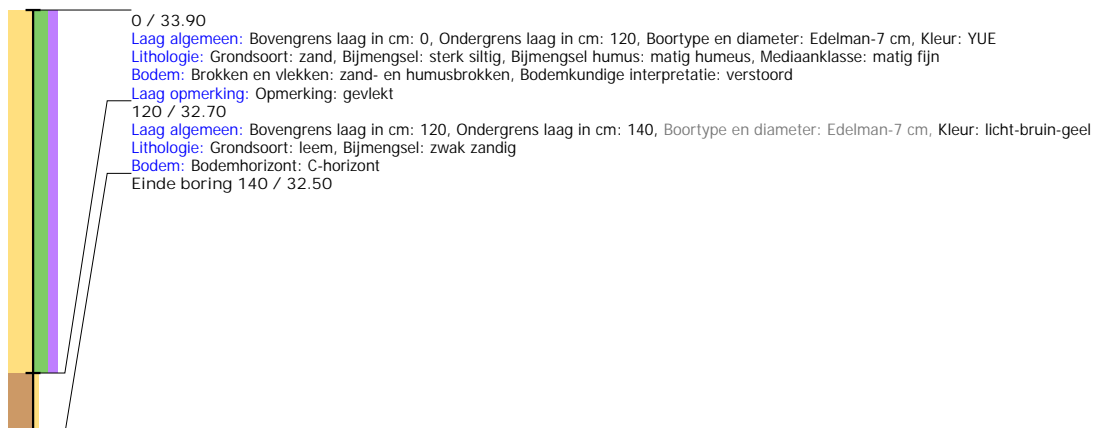 0 / 33.90
Laag algemeen: Bovengrens laag in cm: 0, Ondergrens laag in cm: 120, Boortype en diameter: Edelman-7 cm, Kleur: YUE
Lithologie: Grondsoort: zand, Bijmengsel: sterk siltig, Bijmengsel humus: matig humeus, Mediaanklasse: matig fijn
Bodem: Brokken en vlekken: zand- en humusbrokken, Bodemkundige interpretatie: verstoord
Laag opmerking: Opmerking: gevlekt
120 / 32.70
Laag algemeen: Bovengrens laag in cm: 120, Ondergrens laag in cm: 140, Boortype en diameter: Edelman-7 cm, Kleur: licht-bruin-geel
Lithologie: Grondsoort: leem, Bijmengsel: zwak zandig
Bodem: Bodemhorizont: C-horizont
Einde boring 140 / 32.50